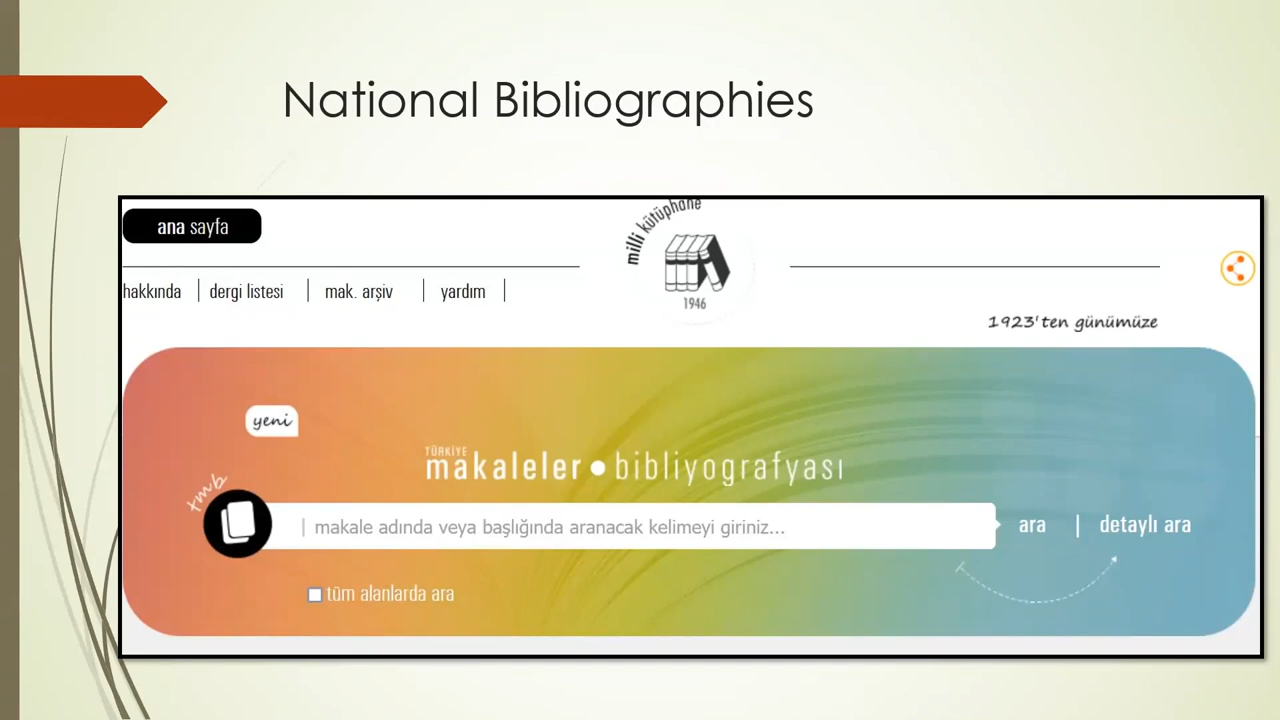 National Bibliographies
ana sayfa
milli kütüphane
1946
hakkında | dergi listesi | mak. arşiv | yardım |
1923'ten günümüze
yeni
TÜRKİYE
makaleler • bibliyografyası
tmb
| makale adında veya başlığında aranacak kelimeyi giriniz...
ara | detaylı ara
tüm alanlarda ara